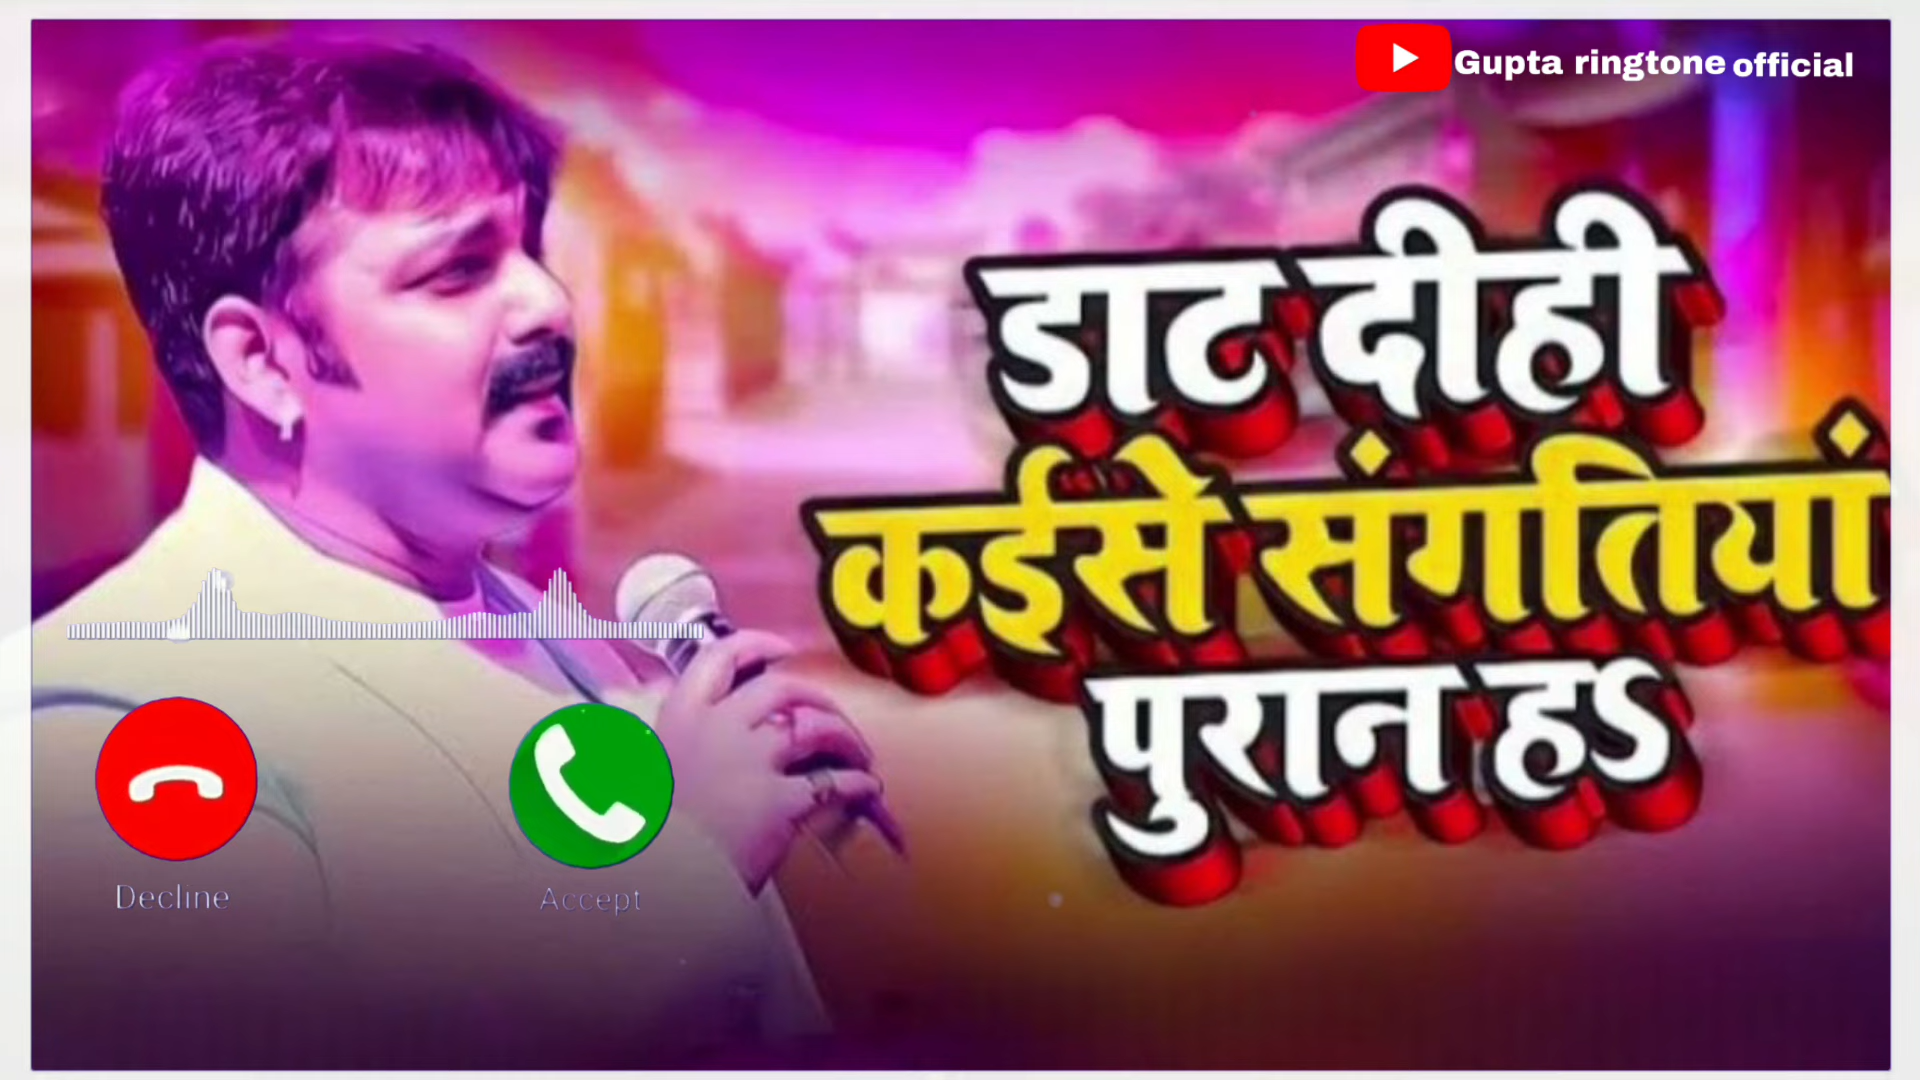 Gupta ringtone official
डाट दीही
कईसे संगतियां
पुरान हऽ
Decline
Accept